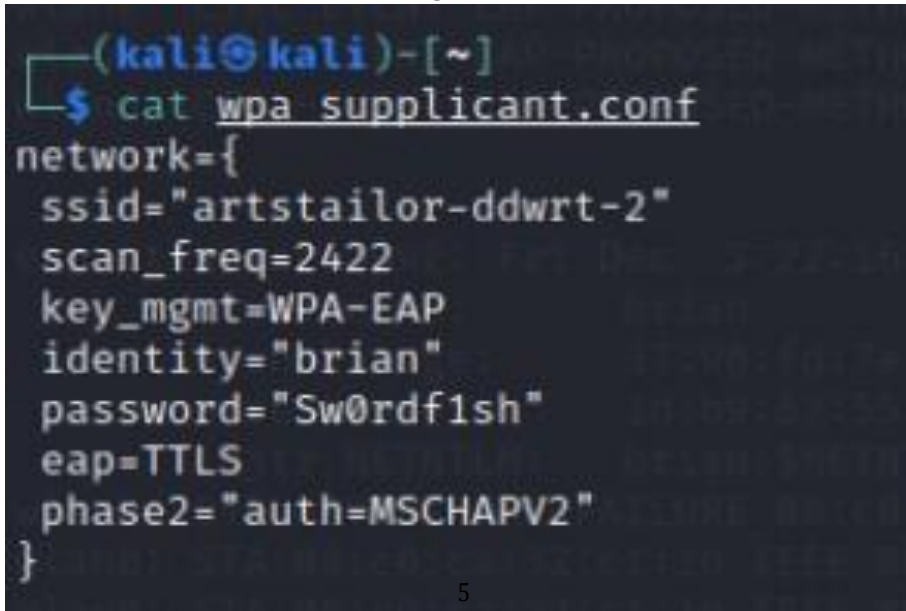 ┌──(kali㉿kali)-[~]
└─$ cat wpa_supplicant.conf
network={
 ssid="artstailor-ddwrt-2"
 scan_freq=2422
 key_mgmt=WPA-EAP
 identity="brian"
 password="Sw0rdf1sh"
 eap=TTLS
 phase2="auth=MSCHAPV2"
}
5